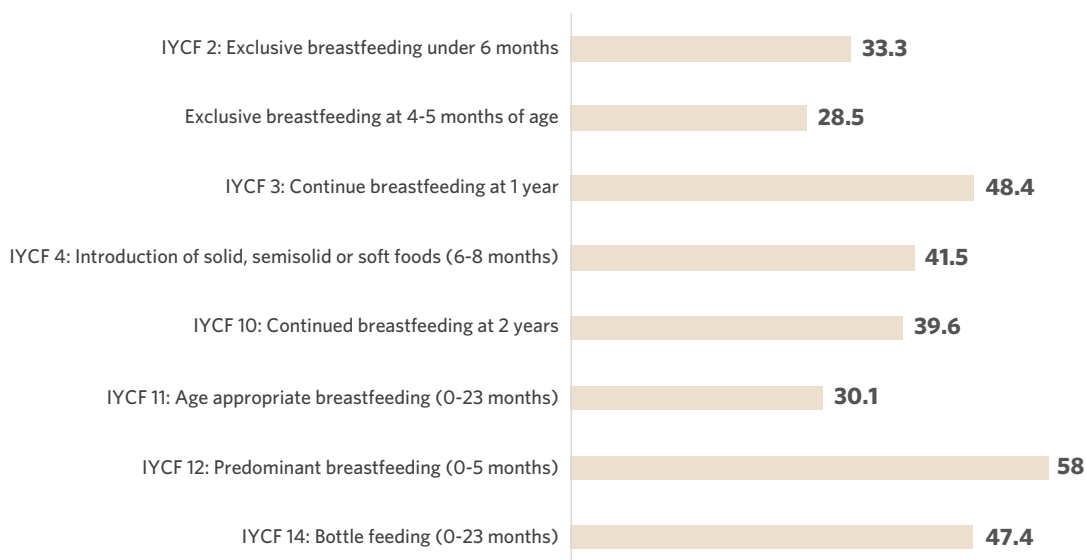 IYCF 2: Exclusive breastfeeding under 6 months 33.3
Exclusive breastfeeding at 4-5 months of age 28.5
IYCF 3: Continue breastfeeding at 1 year 48.4
IYCF 4: Introduction of solid, semisolid or soft foods (6-8 months) 41.5
IYCF 10: Continued breastfeeding at 2 years 39.6
IYCF 11: Age appropriate breastfeeding (0-23 months) 30.1
IYCF 12: Predominant breastfeeding (0-5 months) 58
IYCF 14: Bottle feeding (0-23 months) 47.4